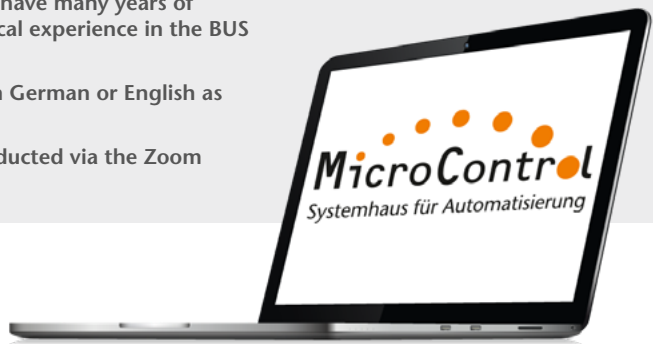 have many years of
cal experience in the BUS
German or English as
ducted via the Zoom
MicroControl
Systemhaus für Automatisierung